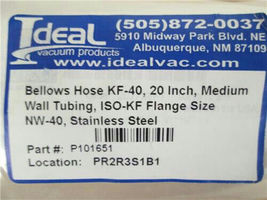 Ideal
vacuum products
(505)872-0037
5910 Midway Park Blvd. NE
Albuquerque, NM 87109
www.idealvac.com
Bellows Hose KF-40, 20 Inch, Medium
Wall Tubing, ISO-KF Flange Size
NW-40, Stainless Steel
Part #: P101651
Location: PR2R3S1B1